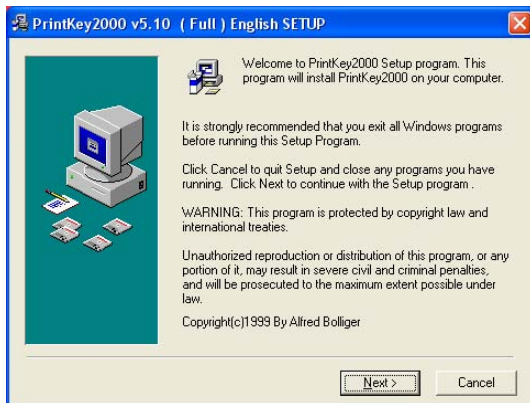 PrintKey2000 v5.10 ( Full ) English SETUP
Welcome to PrintKey2000 Setup program. This
program will install PrintKey2000 on your computer.
It is strongly recommended that you exit all Windows programs
before running this Setup Program.
Click Cancel to quit Setup and close any programs you have
running. Click Next to continue with the Setup program .
WARNING: This program is protected by copyright law and
international treaties.
Unauthorized reproduction or distribution of this program, or any
portion of it, may result in severe civil and criminal penalties,
and will be prosecuted to the maximum extent possible under
law.
Copyright(c)1999 By Alfred Bolliger
Next >
Cancel